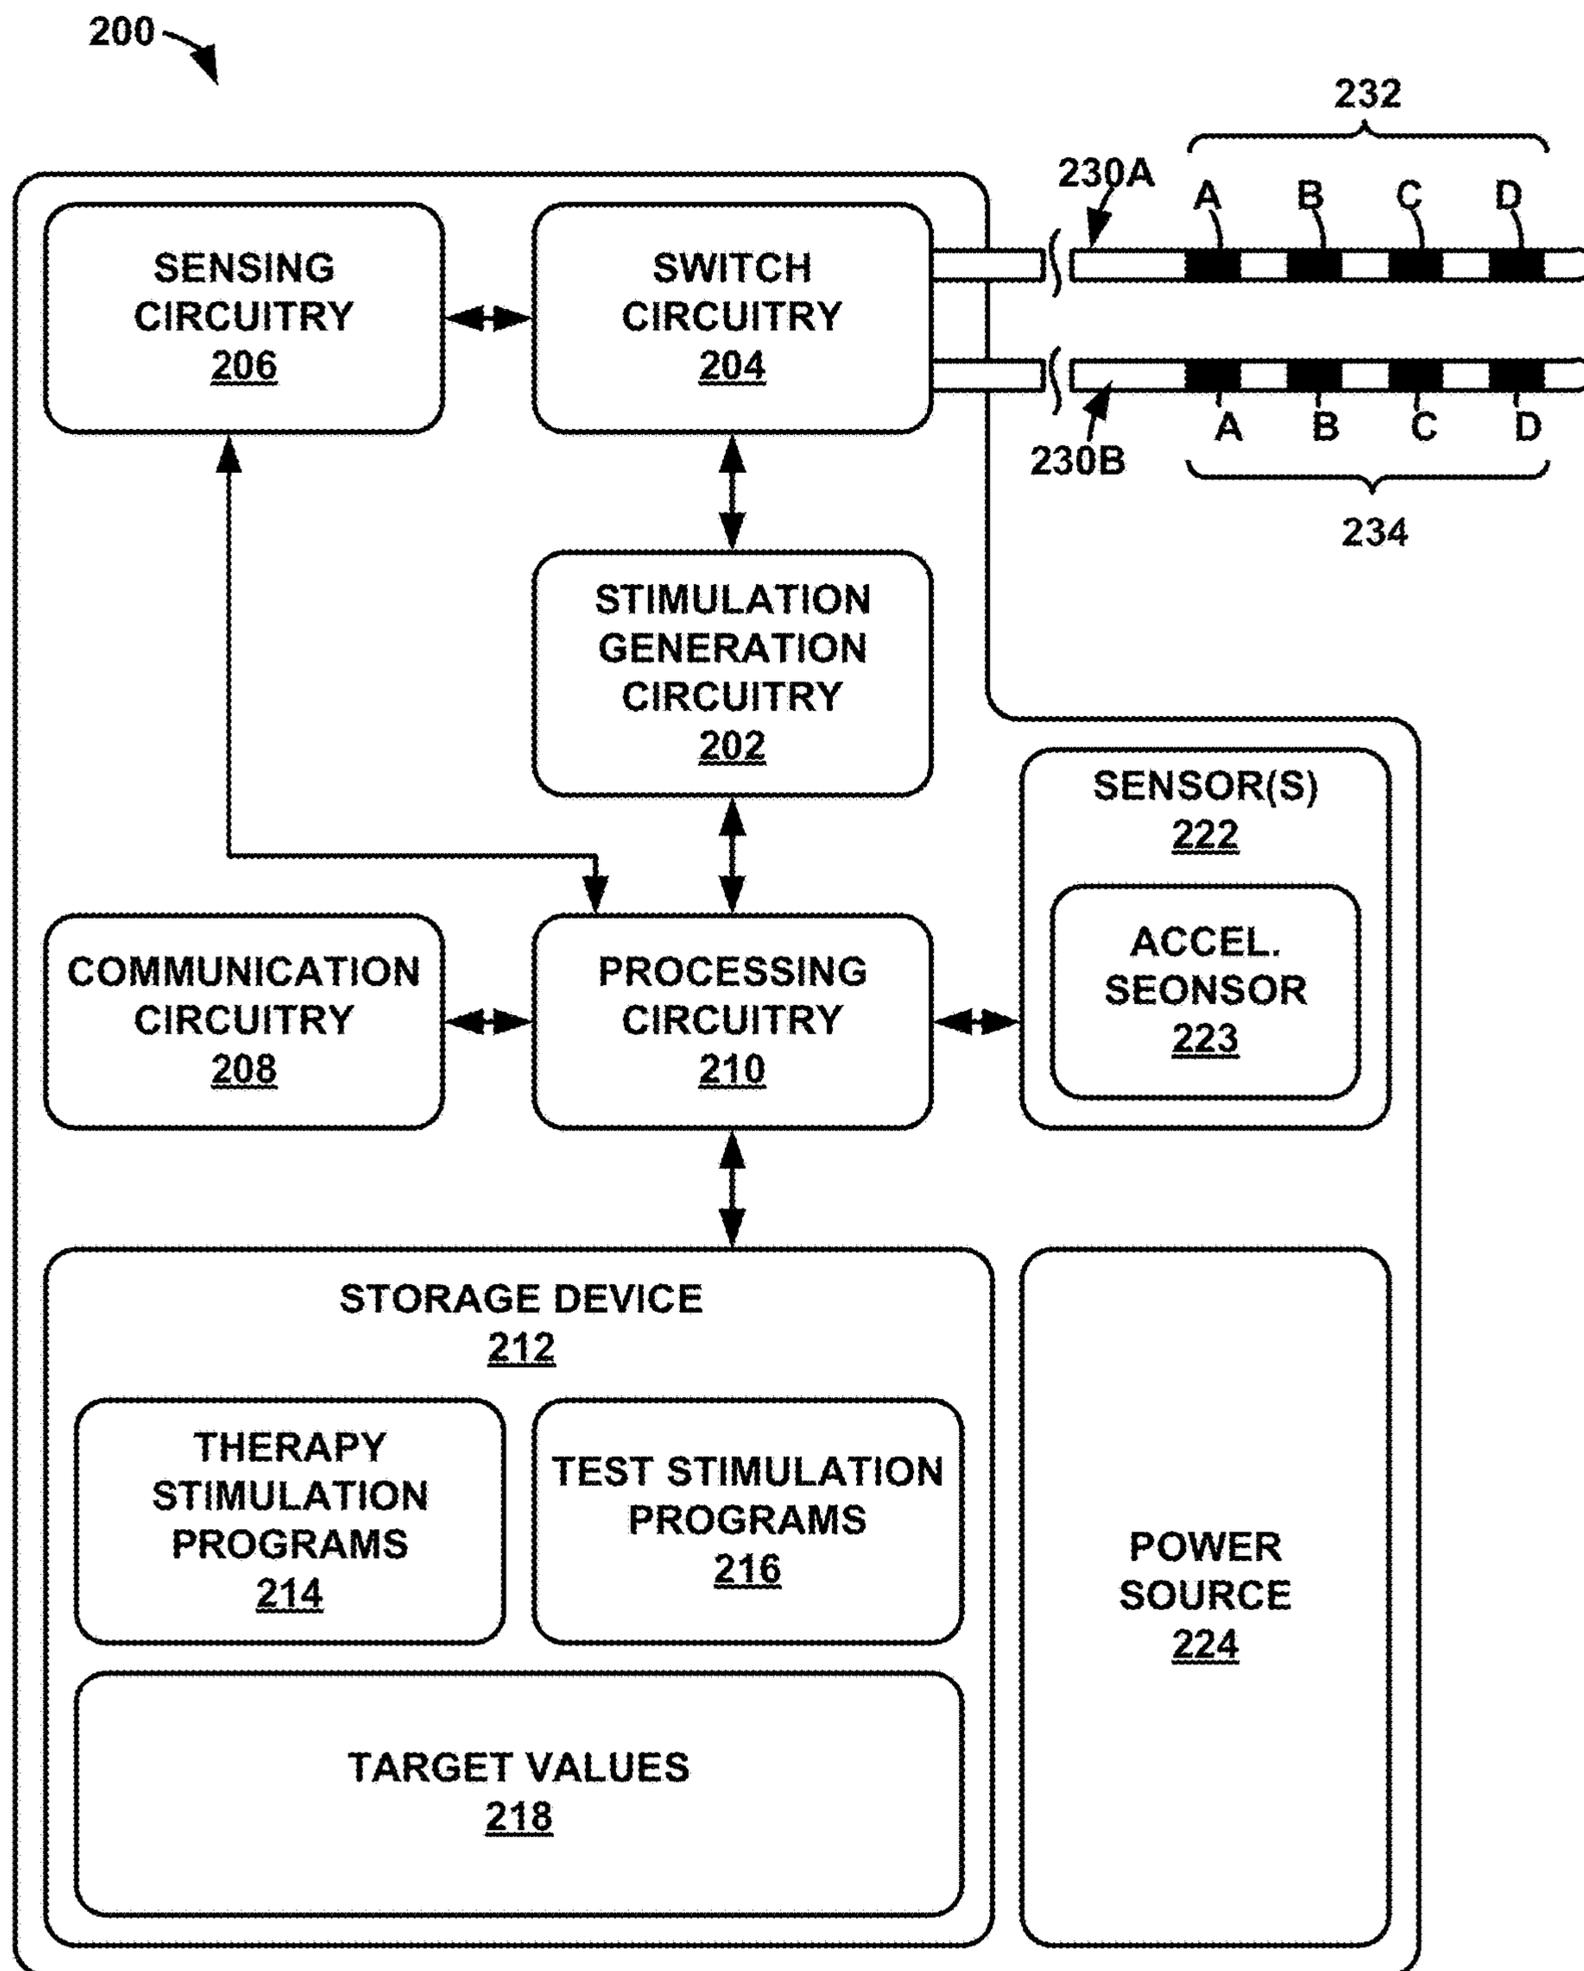 200
232
230A
A B C D
SENSING
CIRCUITRY
206
SWITCH
CIRCUITRY
204
A B C D
230B
234
STIMULATION
GENERATION
CIRCUITRY
202
SENSOR(S)
222
ACCEL.
SEONSOR
223
COMMUNICATION
CIRCUITRY
208
PROCESSING
CIRCUITRY
210
STORAGE DEVICE
212
THERAPY
STIMULATION
PROGRAMS
214
TEST STIMULATION
PROGRAMS
216
TARGET VALUES
218
POWER
SOURCE
224